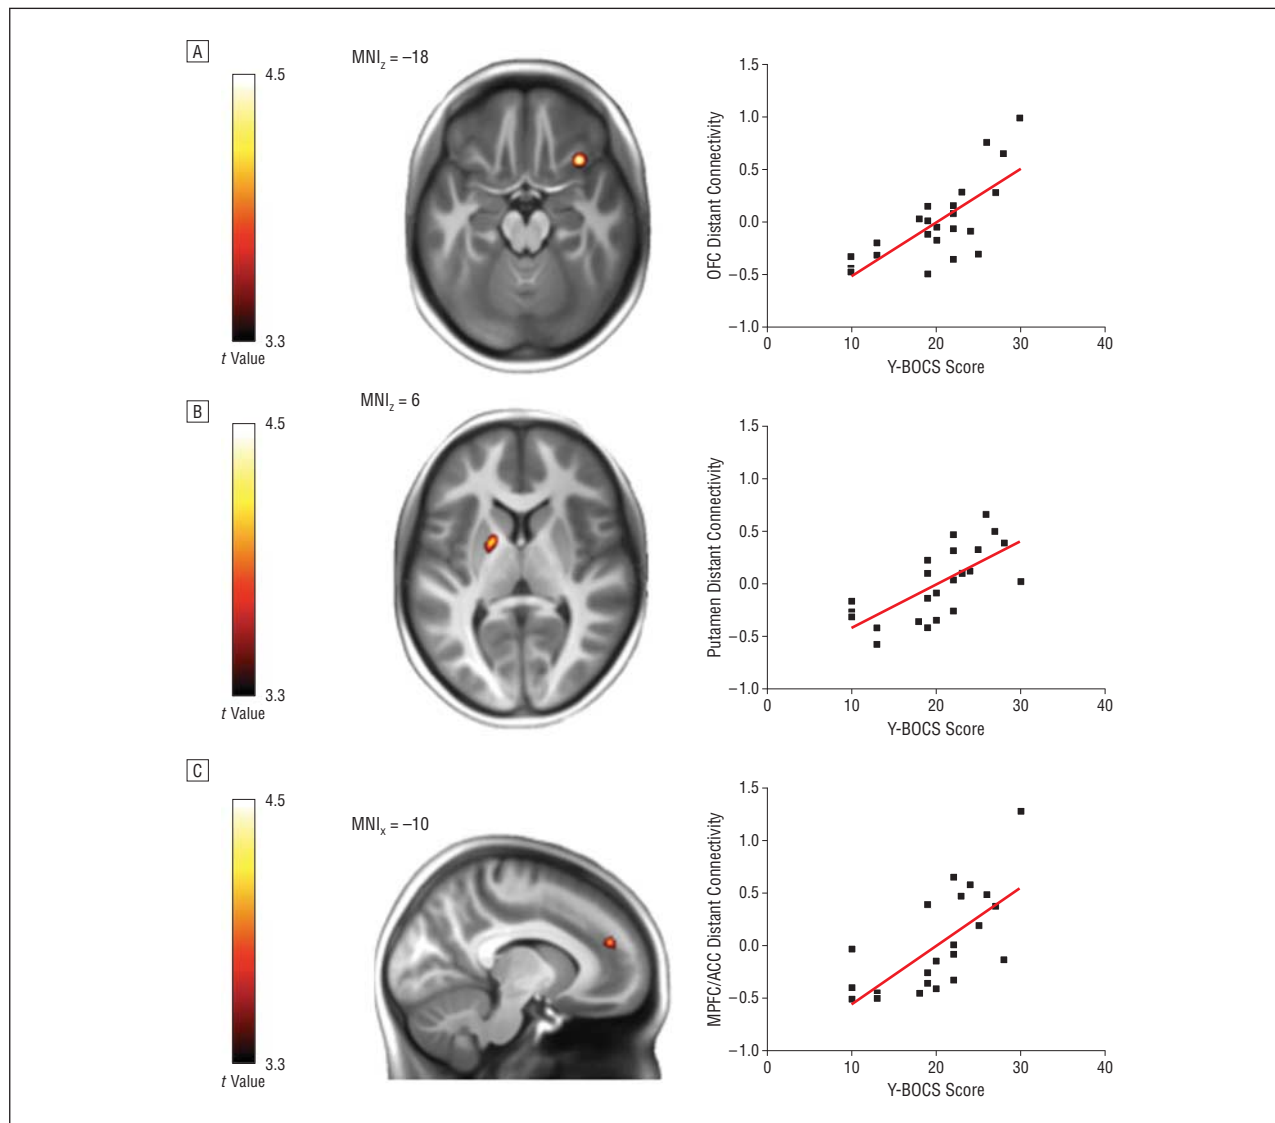 A
4.5
3.3
t Value
MNIz = –18
1.5
1.0
0.5
0.0
–0.5
–1.0
OFC Distant Connectivity
0
10
20
30
40
Y-BOCS Score
B
4.5
3.3
t Value
MNIz = 6
1.5
1.0
0.5
0.0
–0.5
–1.0
Putamen Distant Connectivity
0
10
20
30
40
Y-BOCS Score
C
4.5
3.3
t Value
MNIx = –10
1.5
1.0
0.5
0.0
–0.5
–1.0
MPFC/ACC Distant Connectivity
0
10
20
30
40
Y-BOCS Score